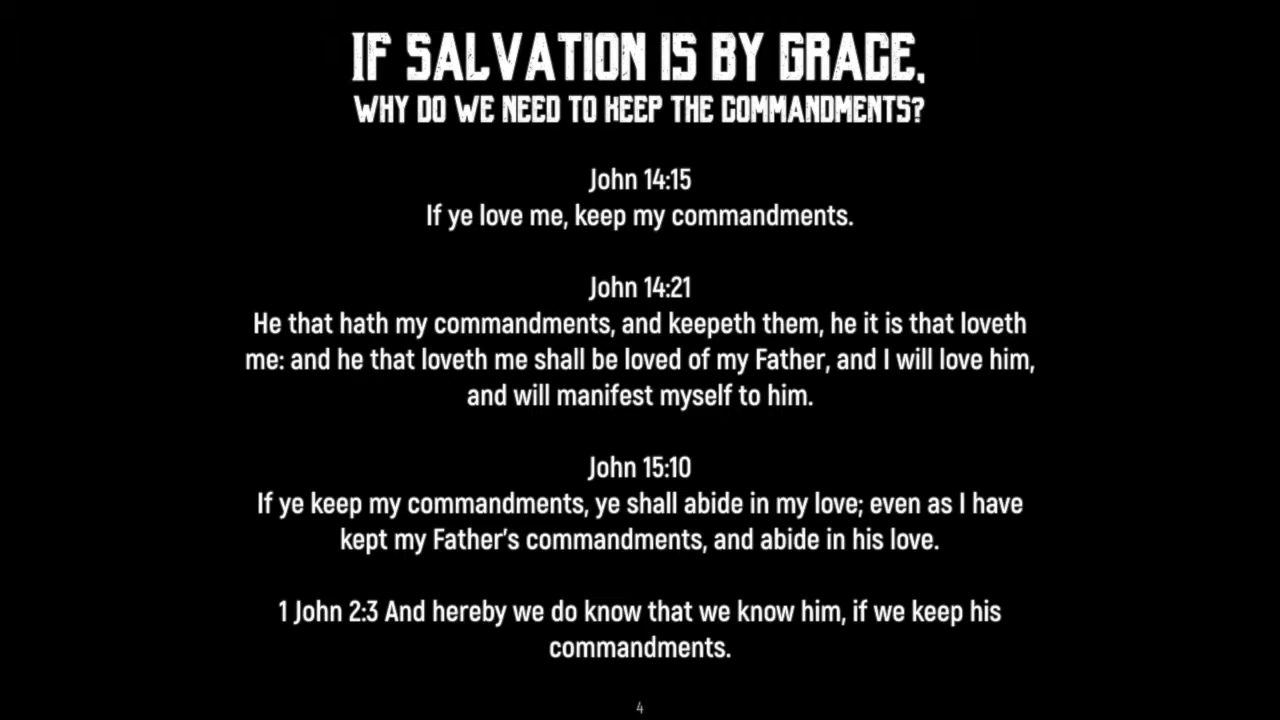 IF SALVATION IS BY GRACE,
WHY DO WE NEED TO KEEP THE COMMANDMENTS?
John 14:15
If ye love me, keep my commandments.
John 14:21
He that hath my commandments, and keepeth them, he it is that loveth
me: and he that loveth me shall be loved of my Father, and I will love him,
and will manifest myself to him.
John 15:10
If ye keep my commandments, ye shall abide in my love; even as I have
kept my Father's commandments, and abide in his love.
1 John 2:3 And hereby we do know that we know him, if we keep his
commandments.
4